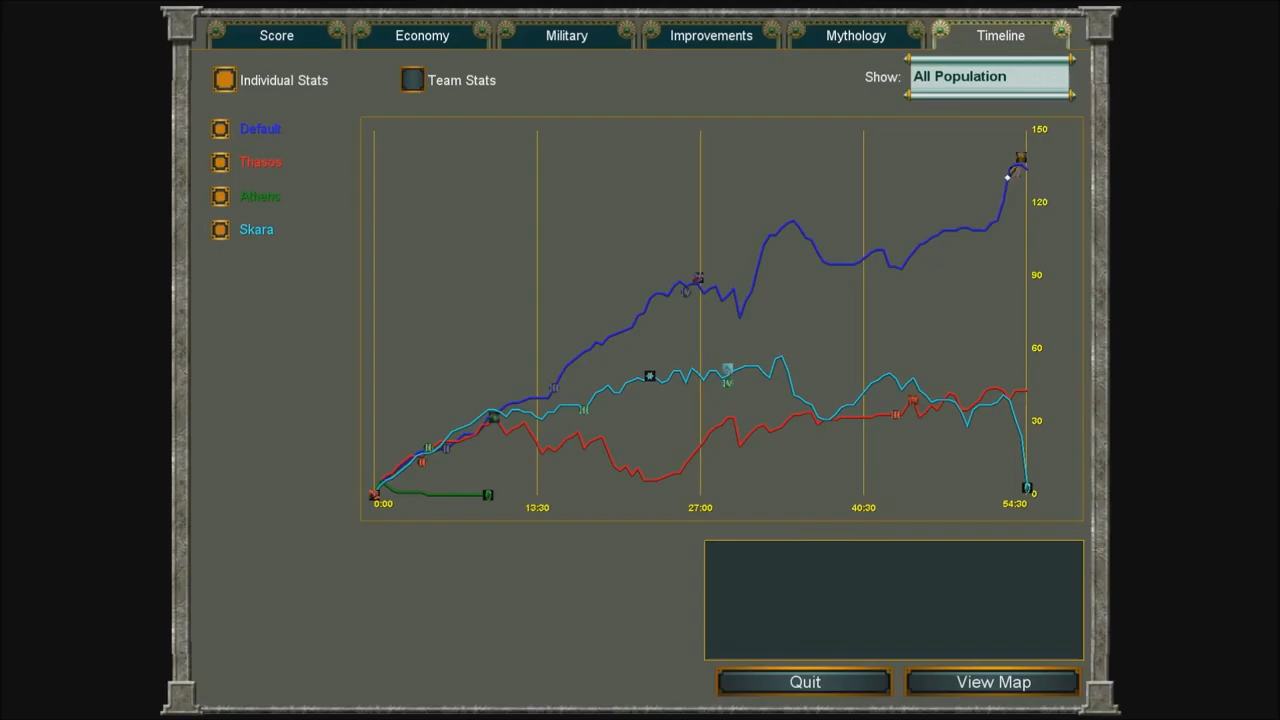 Score Economy Military Improvements Mythology Timeline
Individual Stats Team Stats Show: All Population
Default
Thasos
Athens
Skara
150
120
90
60
30
0
0:00 13:30 27:00 40:30 54:30
Quit View Map